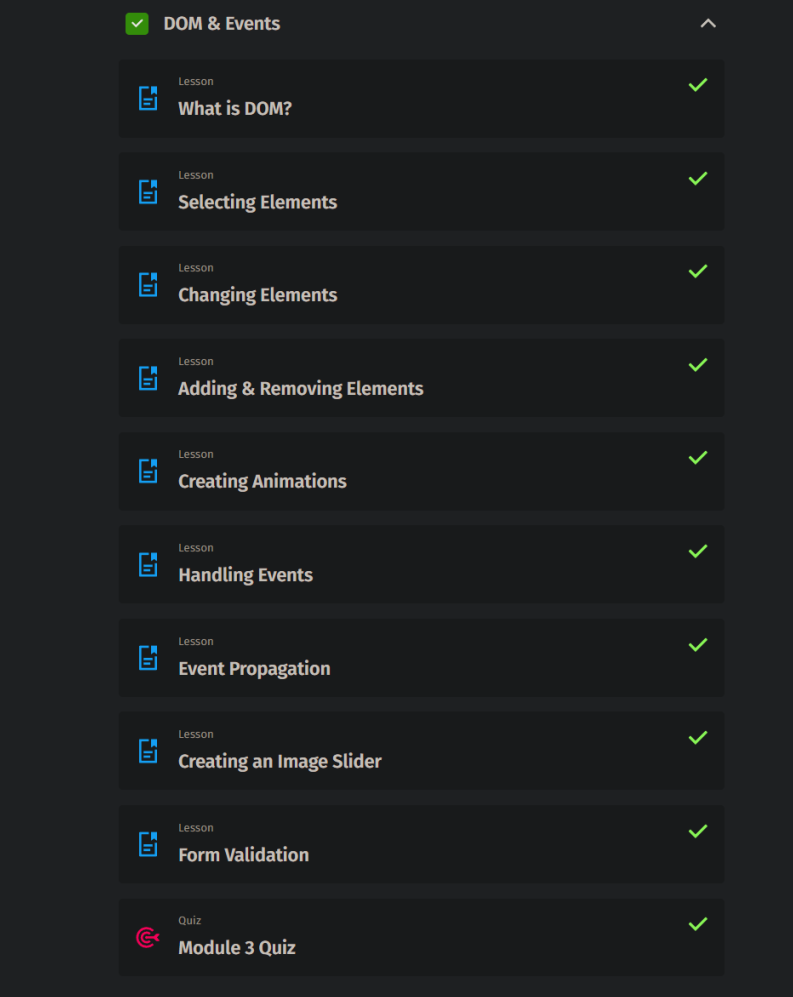 DOM & Events
Lesson
What is DOM?
Lesson
Selecting Elements
Lesson
Changing Elements
Lesson
Adding & Removing Elements
Lesson
Creating Animations
Lesson
Handling Events
Lesson
Event Propagation
Lesson
Creating an Image Slider
Lesson
Form Validation
Quiz
Module 3 Quiz